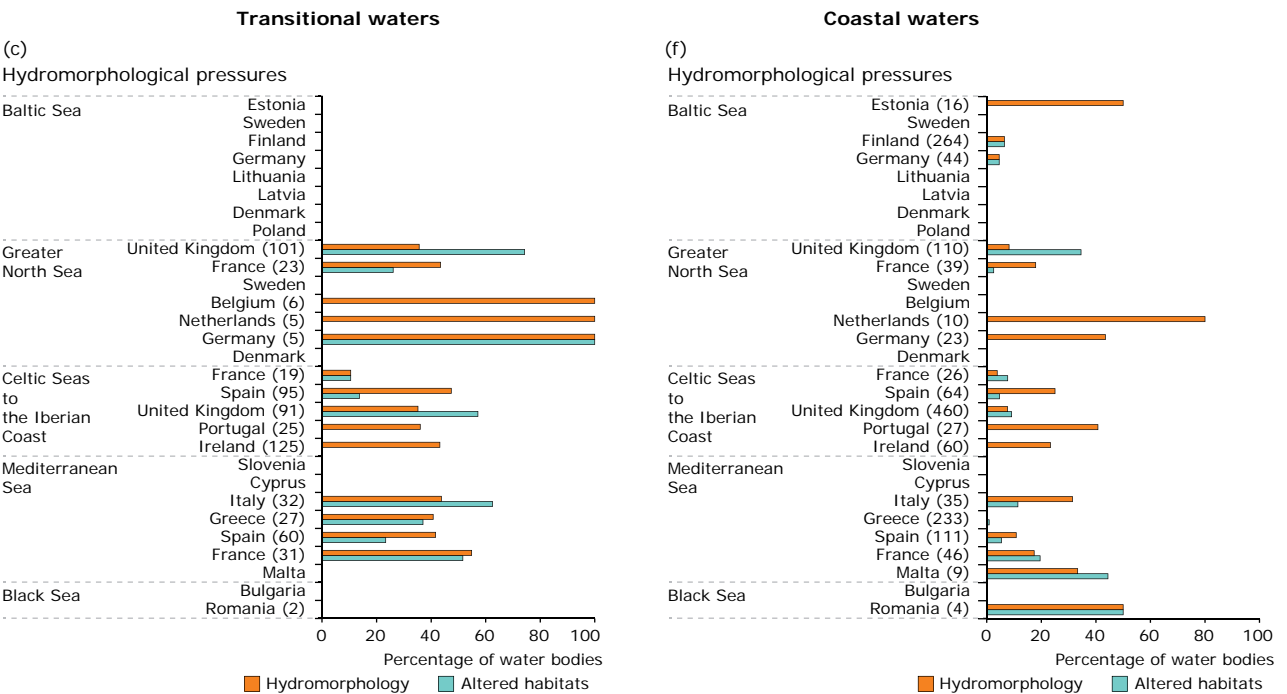 Transitional waters
(c)
Hydromorphological pressures
Baltic Sea
Estonia
Sweden
Finland
Germany
Lithuania
Latvia
Denmark
Poland
Greater
North Sea
United Kingdom (101)
France (23)
Sweden
Belgium (6)
Netherlands (5)
Germany (5)
Denmark
Celtic Seas
to
the Iberian
Coast
France (19)
Spain (95)
United Kingdom (91)
Portugal (25)
Ireland (125)
Mediterranean
Sea
Slovenia
Cyprus
Italy (32)
Greece (27)
Spain (60)
France (31)
Malta
Black Sea
Bulgaria
Romania (2)
0 20 40 60 80 100
Percentage of water bodies
Hydromorphology Altered habitats
Coastal waters
(f)
Hydromorphological pressures
Baltic Sea
Estonia (16)
Sweden
Finland (264)
Germany (44)
Lithuania
Latvia
Denmark
Poland
Greater
North Sea
United Kingdom (110)
France (39)
Sweden
Belgium
Netherlands (10)
Germany (23)
Denmark
Celtic Seas
to
the Iberian
Coast
France (26)
Spain (64)
United Kingdom (460)
Portugal (27)
Ireland (60)
Mediterranean
Sea
Slovenia
Cyprus
Italy (35)
Greece (233)
Spain (111)
France (46)
Malta (9)
Black Sea
Bulgaria
Romania (4)
0 20 40 60 80 100
Percentage of water bodies
Hydromorphology Altered habitats